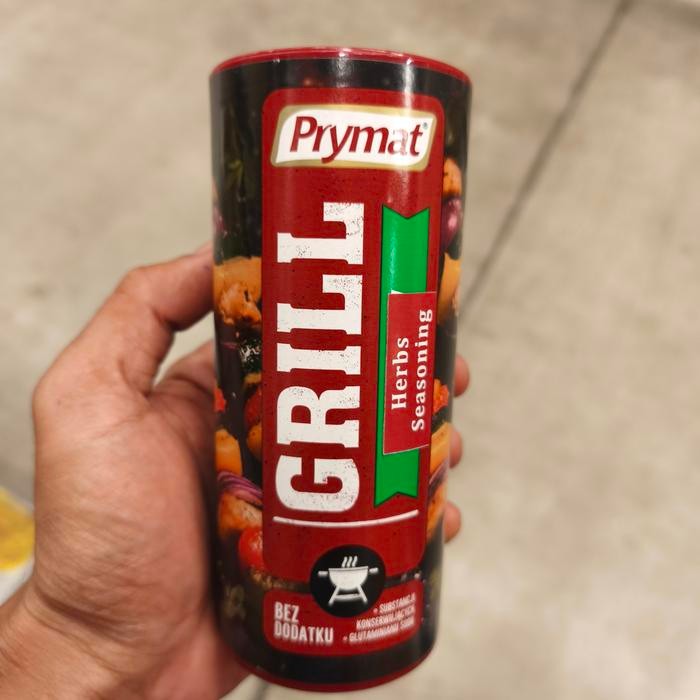 Prymat®
GRILL
Herbs
Seasoning
BEZ
DODATKU
• SUBSTANCJI
KONSERWUJĄCYCH
• GLUTAMINIANU SODU